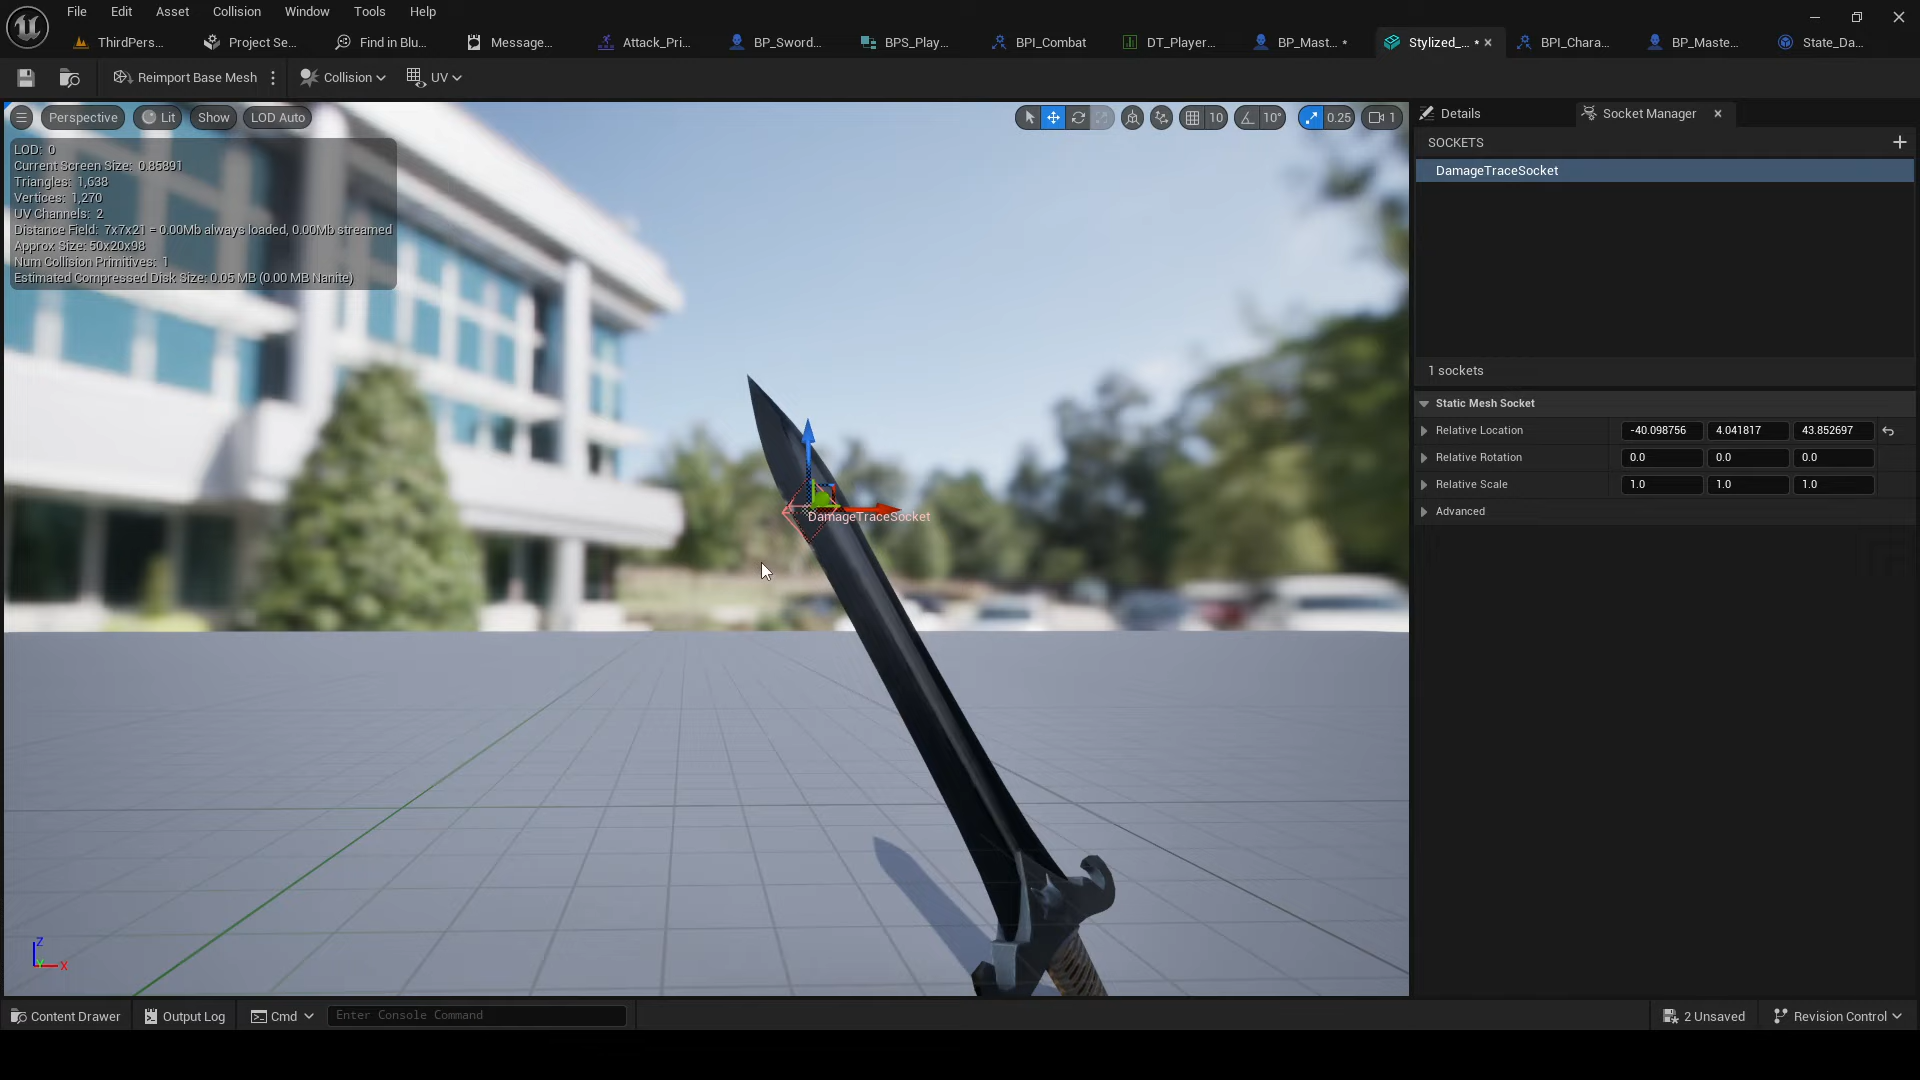 File Edit Asset Collision Window Tools Help
ThirdPers... Project Se... Find in Blu... Message... Attack_Pri... BP_Sword... BPS_Play... BPI_Combat DT_Player... BP_Mast... * Stylized_... * BPI_Chara... BP_Maste... State_Da...
Reimport Base Mesh Collision UV
Perspective Lit Show LOD Auto 10 10° 0.25 1
LOD: 0
Current Screen Size: 0.85891
Triangles: 1,638
Vertices: 1,270
UV Channels: 2
Distance Field: 7x7x21 = 0.00Mb always loaded, 0.00Mb streamed
Approx Size: 50x20x98
Num Collision Primitives: 1
Estimated Compressed Disk Size: 0.05 MB (0.00 MB Nanite)
DamageTraceSocket
Z
Y X
Details Socket Manager
SOCKETS
DamageTraceSocket
1 sockets
Static Mesh Socket
Relative Location -40.098756 4.041817 43.852697
Relative Rotation 0.0 0.0 0.0
Relative Scale 1.0 1.0 1.0
Advanced
Content Drawer Output Log Cmd Enter Console Command 2 Unsaved Revision Control